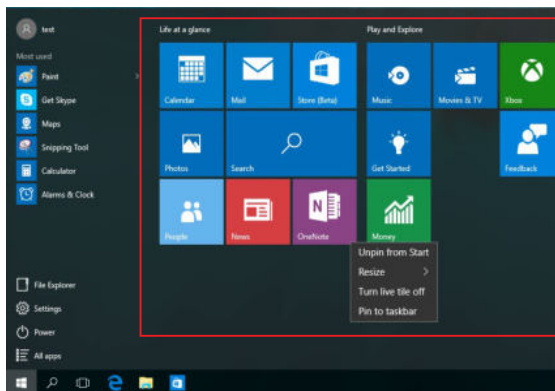 test
Most used
Paint
Get Skype
Maps
Snipping Tool
Calculator
Alarms & Clock
File Explorer
Settings
Power
All apps
Life at a glance
Calendar
Mail
Store (Beta)
Photos
Search
People
News
OneNote
Play and Explore
Music
Movies & TV
Xbox
Get Started
Feedback
Money
Unpin from Start
Resize
Turn live tile off
Pin to taskbar